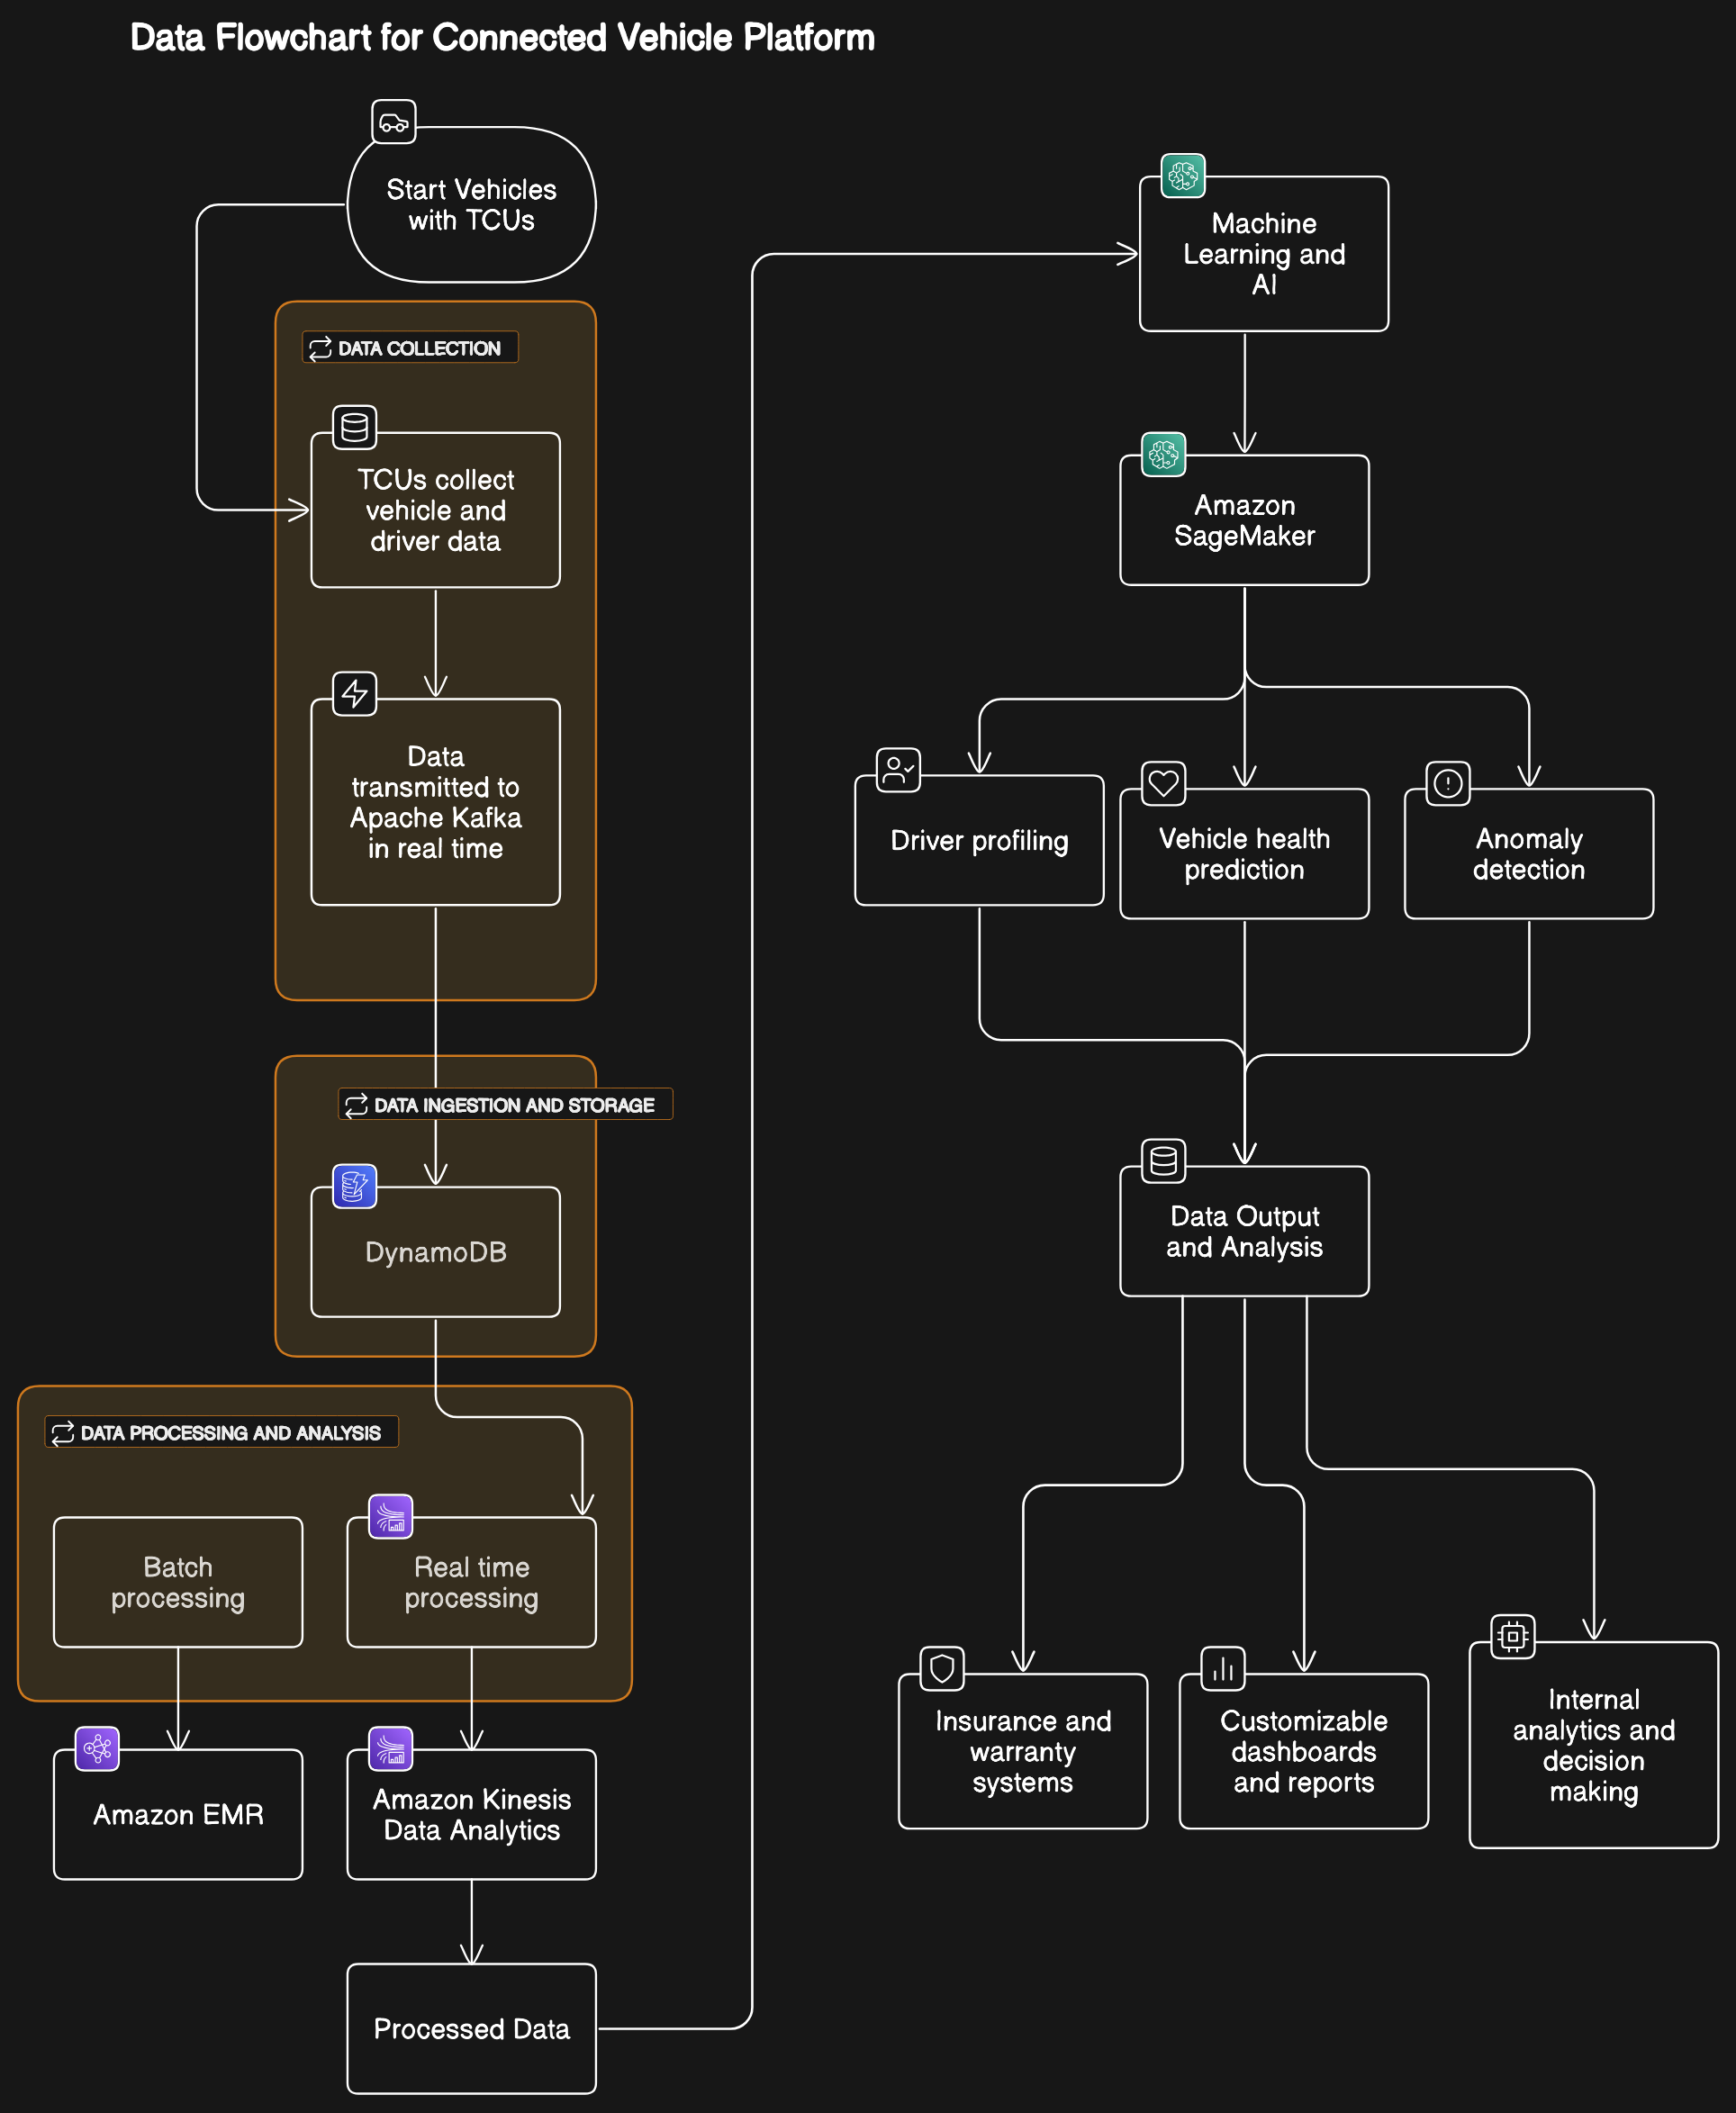 Data Flowchart for Connected Vehicle Platform
Start Vehicles
with TCUs
DATA COLLECTION
TCUs collect
vehicle and
driver data
Data
transmitted to
Apache Kafka
in real time
DATA INGESTION AND STORAGE
DynamoDB
DATA PROCESSING AND ANALYSIS
Batch
processing
Real time
processing
Amazon EMR
Amazon Kinesis
Data Analytics
Processed Data
Machine
Learning and
AI
Amazon
SageMaker
Driver profiling
Vehicle health
prediction
Anomaly
detection
Data Output
and Analysis
Insurance and
warranty
systems
Customizable
dashboards
and reports
Internal
analytics and
decision
making